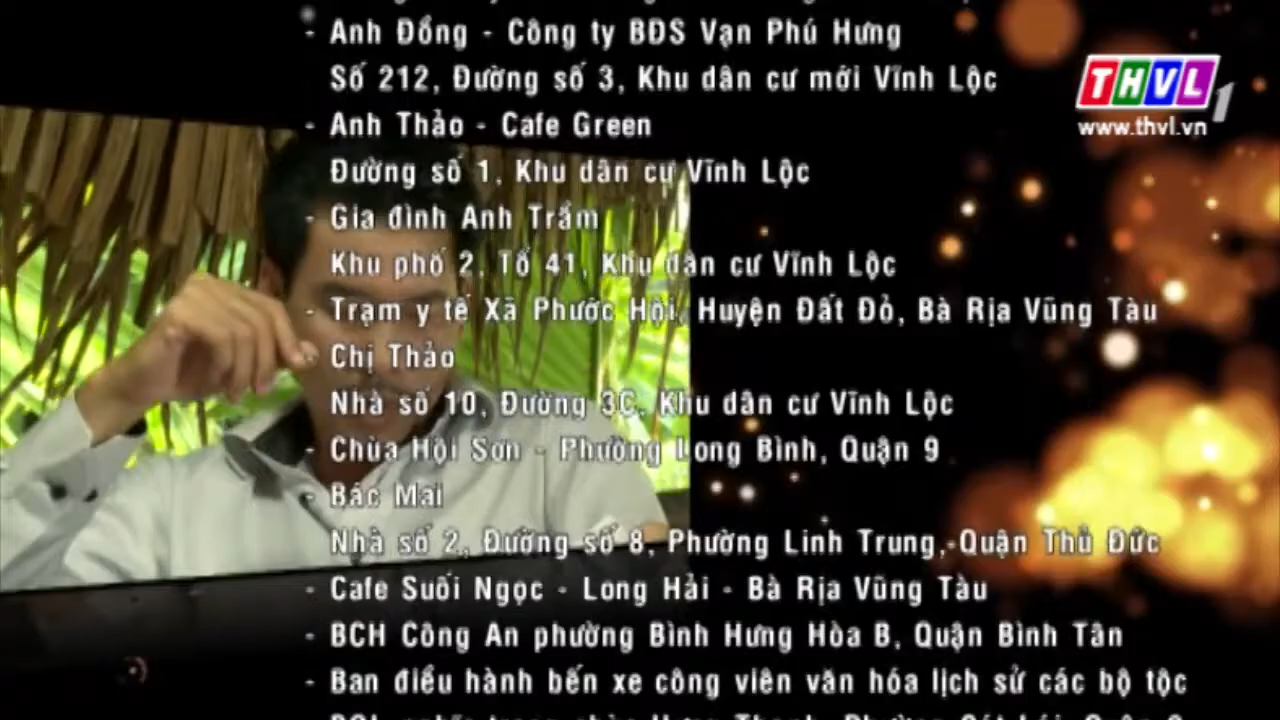 - Anh Đồng - Công ty BĐS Vạn Phú Hưng
Số 212, Đường số 3, Khu dân cư mới Vĩnh Lộc
THVL1
www.thvl.vn
- Anh Thảo - Cafe Green
Đường số 1, Khu dân cư Vĩnh Lộc
- Gia đình Anh Trầm
Khu phố 2, Tổ 41, Khu dân cư Vĩnh Lộc
- Trạm y tế Xã Phước Hội, Huyện Đất Đỏ, Bà Rịa Vũng Tàu
- Chị Thảo
Nhà số 10, Đường 3C, Khu dân cư Vĩnh Lộc
- Chùa Hội Sơn - Phường Long Bình, Quận 9
- Bác Mai
Nhà số 2, Đường số 8, Phường Linh Trung, Quận Thủ Đức
- Cafe Suối Ngọc - Long Hải - Bà Rịa Vũng Tàu
- BCH Công An phường Bình Hưng Hòa B, Quận Bình Tân
- Ban điều hành bến xe công viên văn hóa lịch sử các bộ tộc